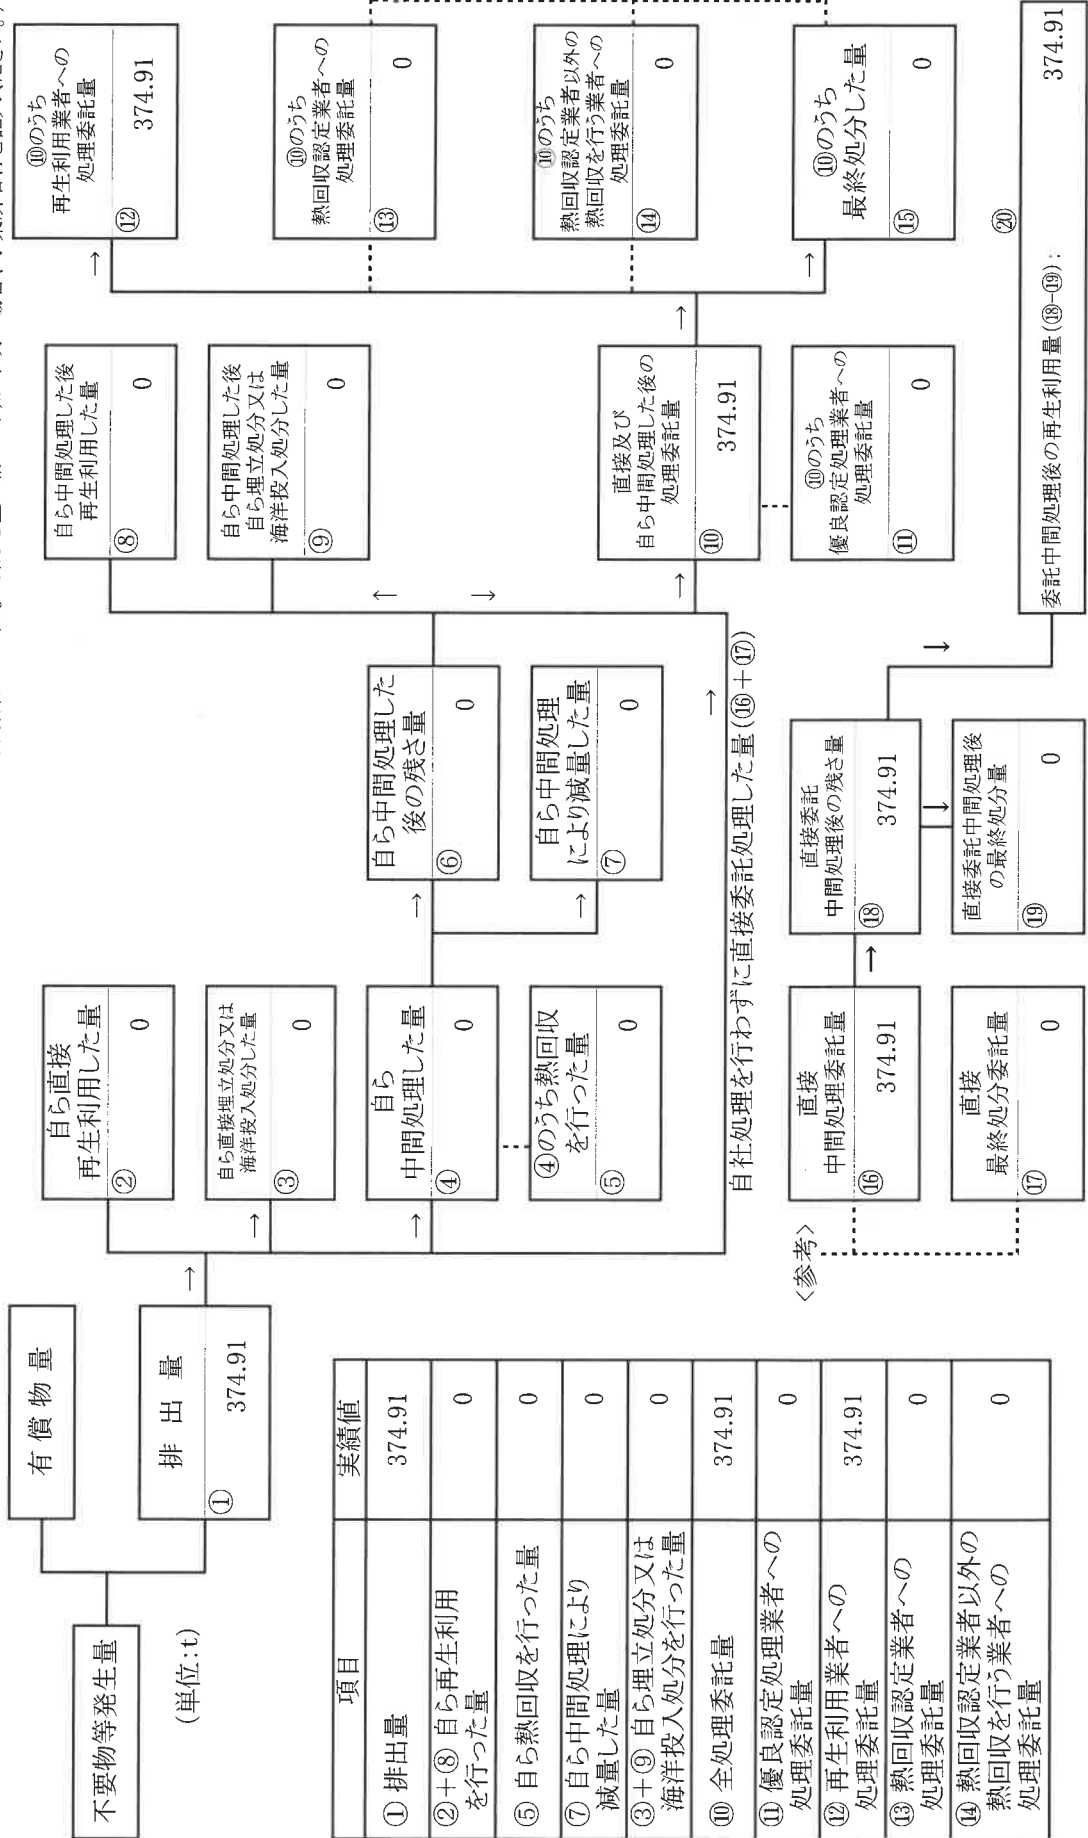 不要物等発生量
有償物量
(単位:t)
排出量
①
374.91
自ら直接
再生利用した量
②
0
自ら直接埋立処分又は
海洋投入処分した量
③
0
自ら
中間処理した量
④
0
④のうち熱回収
を行った量
⑤
0
自ら中間処理した
後の残さ量
⑥
0
自ら中間処理
により減量した量
⑦
0
自ら中間処理した後
再生利用した量
⑧
0
自ら中間処理した後
自ら埋立処分又は
海洋投入処分した量
⑨
0
直接及び
自ら中間処理した後の
処理委託量
⑩
374.91
⑩のうち
優良認定処理業者への
処理委託量
⑪
0
⑩のうち
再生利用業者への
処理委託量
⑫
374.91
⑩のうち
熱回収認定業者への
処理委託量
⑬
0
⑩のうち
熱回収認定業者以外の
熱回収を行う業者への
処理委託量
⑭
0
⑩のうち
最終処分した量
⑮
0
自社処理を行わずに直接委託処理した量(⑯+⑰)
<参考>
直接
中間処理委託量
⑯
374.91
直接
最終処分委託量
⑰
0
直接委託
中間処理後の残さ量
⑱
374.91
直接委託中間処理後
の最終処分量
⑲
0
⑳
委託中間処理後の再生利用量(⑱-⑲):
374.91
項目
実績値
①排出量
374.91
②+⑧自ら再生利用
を行った量
0
⑤自ら熱回収を行った量
0
⑦自ら中間処理により
減量した量
0
③+⑨自ら埋立処分又は
海洋投入処分を行った量
0
⑩全処理委託量
374.91
⑪優良認定処理業者への
処理委託量
0
⑫再生利用業者への
処理委託量
374.91
⑬熱回収認定業者への
処理委託量
0
⑭熱回収認定業者以外の
熱回収を行う業者への
処理委託量
0